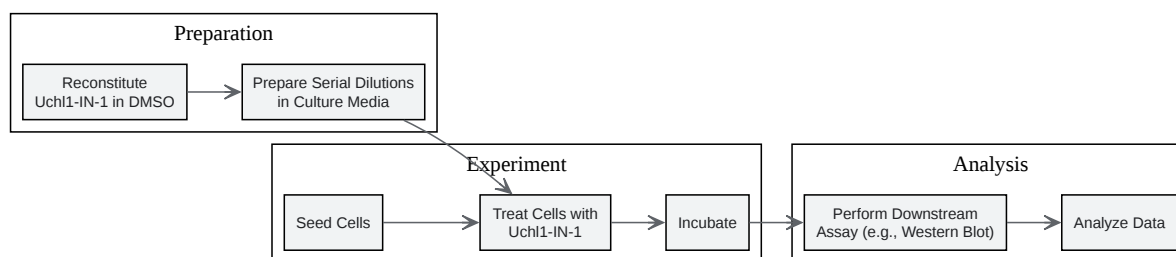 Preparation
Reconstitute
Uchl1-IN-1 in DMSO
Prepare Serial Dilutions
in Culture Media
Experiment
Seed Cells
Treat Cells with
Uchl1-IN-1
Incubate
Analysis
Perform Downstream
Assay (e.g., Western Blot)
Analyze Data